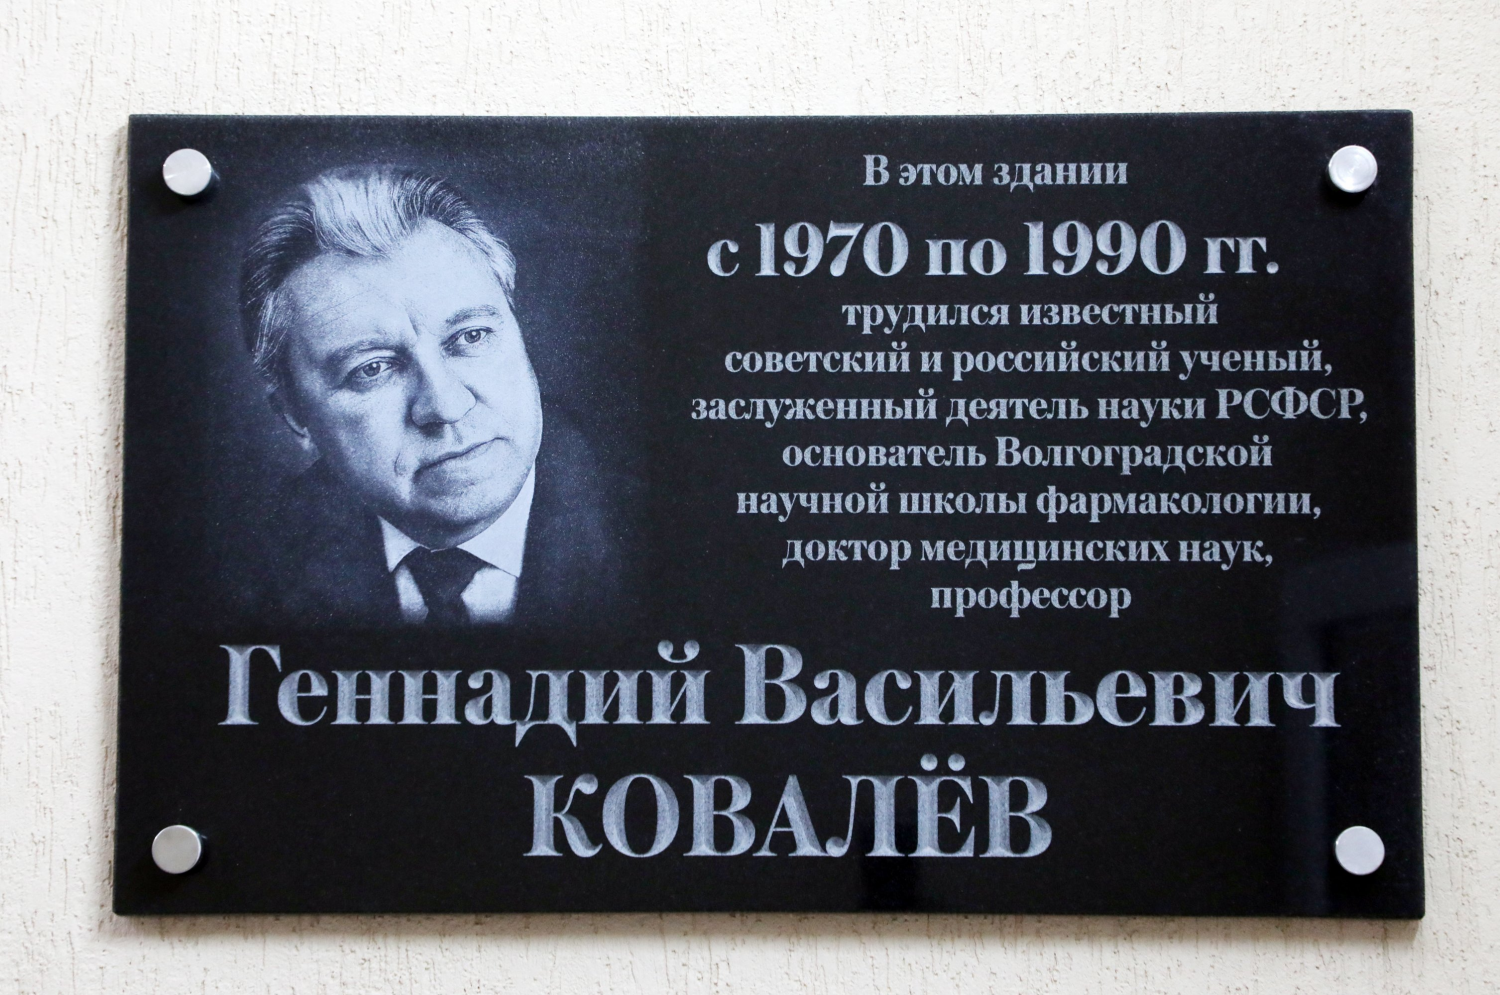 В этом здании
с 1970 по 1990 гг.
трудился известный
советский и российский ученый,
заслуженный деятель науки РСФСР,
основатель Волгоградской
научной школы фармакологии,
доктор медицинских наук,
профессор
Геннадий Васильевич
КОВАЛЁВ